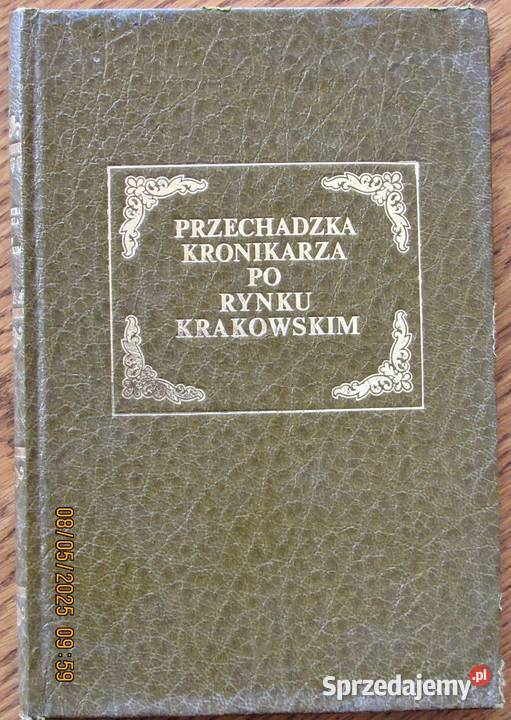 PRZECHADZKA
KRONIKARZA
PO
RYNKU
KRAKOWSKIM
08/05/2025 09:59
Sprzedajemy.pl